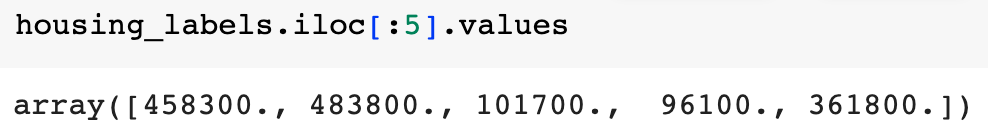 housing_labels.iloc[:5].values
array([458300., 483800., 101700.,  96100., 361800.])